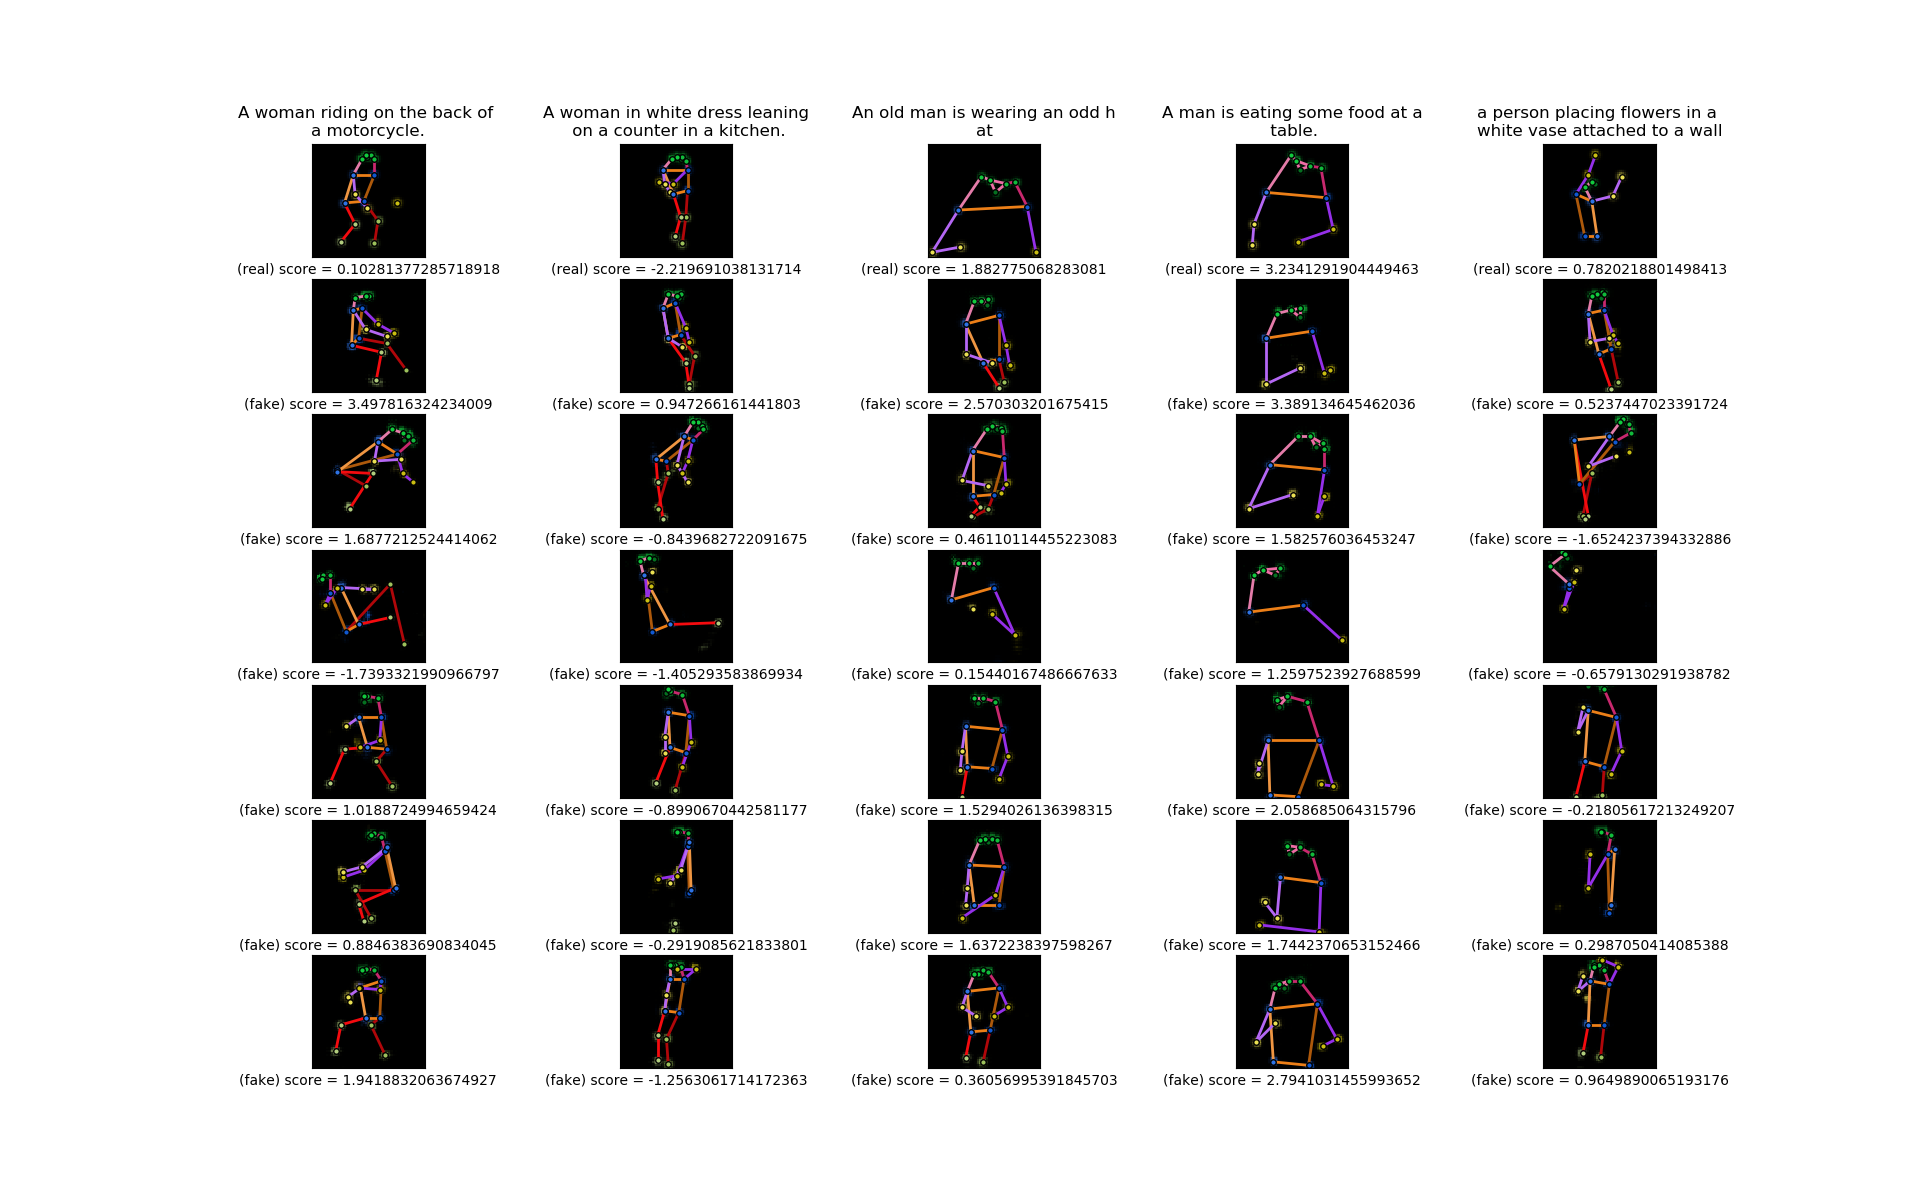 A woman riding on the back of
a motorcycle.
A woman in white dress leaning
on a counter in a kitchen.
An old man is wearing an odd h
at
A man is eating some food at a
table.
a person placing flowers in a
white vase attached to a wall
(real) score = 0.10281377285718918
(real) score = -2.219691038131714
(real) score = 1.882775068283081
(real) score = 3.2341291904449463
(real) score = 0.7820218801498413
(fake) score = 3.497816324234009
(fake) score = 0.947266161441803
(fake) score = 2.570303201675415
(fake) score = 3.389134645462036
(fake) score = 0.5237447023391724
(fake) score = 1.6877212524414062
(fake) score = -0.8439682722091675
(fake) score = 0.46110114455223083
(fake) score = 1.582576036453247
(fake) score = -1.6524237394332886
(fake) score = -1.7393321990966797
(fake) score = -1.405293583869934
(fake) score = 0.15440167486667633
(fake) score = 1.2597523927688599
(fake) score = -0.6579130291938782
(fake) score = 1.0188724994659424
(fake) score = -0.8990670442581177
(fake) score = 1.5294026136398315
(fake) score = 2.058685064315796
(fake) score = -0.21805617213249207
(fake) score = 0.8846383690834045
(fake) score = -0.2919085621833801
(fake) score = 1.6372238397598267
(fake) score = 1.7442370653152466
(fake) score = 0.2987050414085388
(fake) score = 1.9418832063674927
(fake) score = -1.2563061714172363
(fake) score = 0.36056995391845703
(fake) score = 2.7941031455993652
(fake) score = 0.9649890065193176